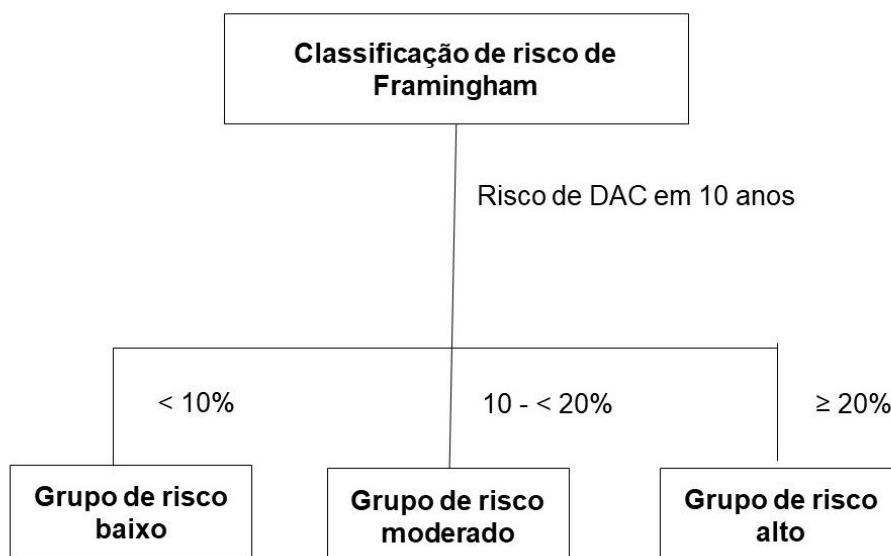 Classificação de risco de
Framingham
Risco de DAC em 10 anos
< 10%
10 - < 20%
≥ 20%
Grupo de risco
baixo
Grupo de risco
moderado
Grupo de risco
alto